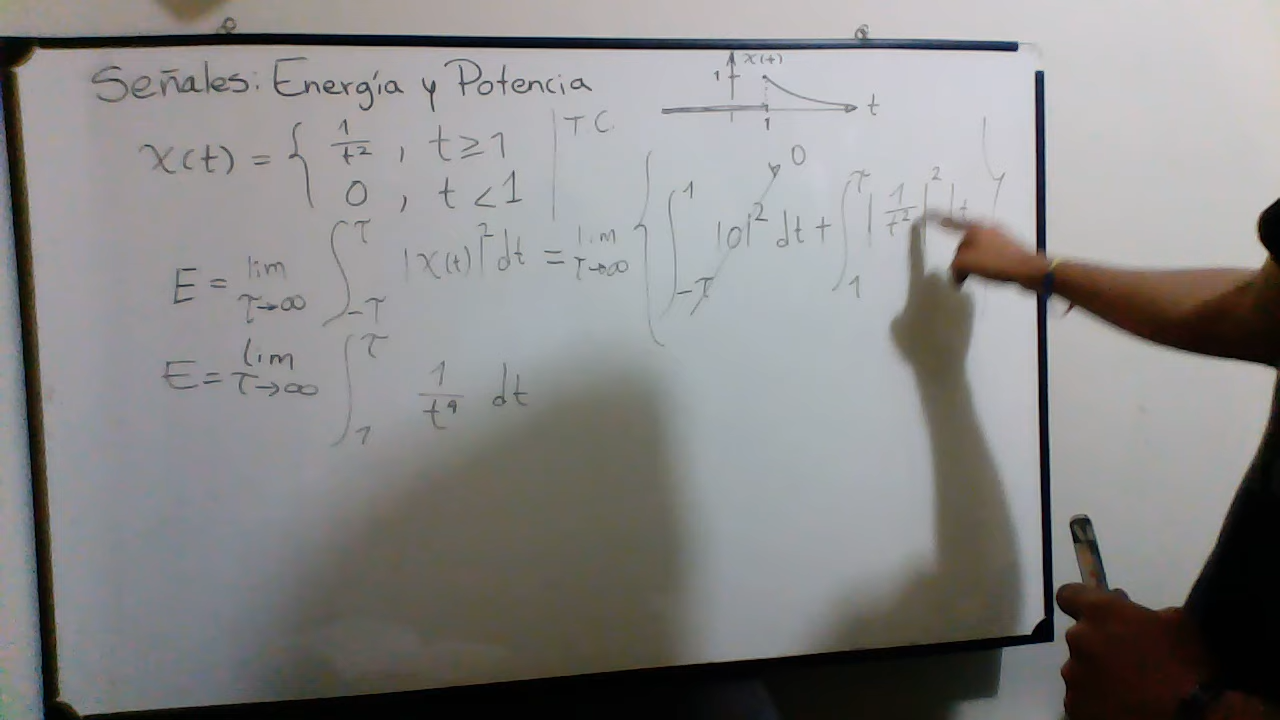 Señales: Energía y Potencia
x(t)
1
1
t
x(t) = { 1/t² , t ≥ 1
0 , t < 1
T C.
E = lim τ→∞ ∫_{-τ}^{τ} |x(t)|² dt = lim τ→∞ { ∫_{-τ}^{1} |0|² dt + ∫_{1}^{τ} |1/t²|² dt }
0
E = lim τ→∞ ∫_{1}^{τ} 1/t⁴ dt